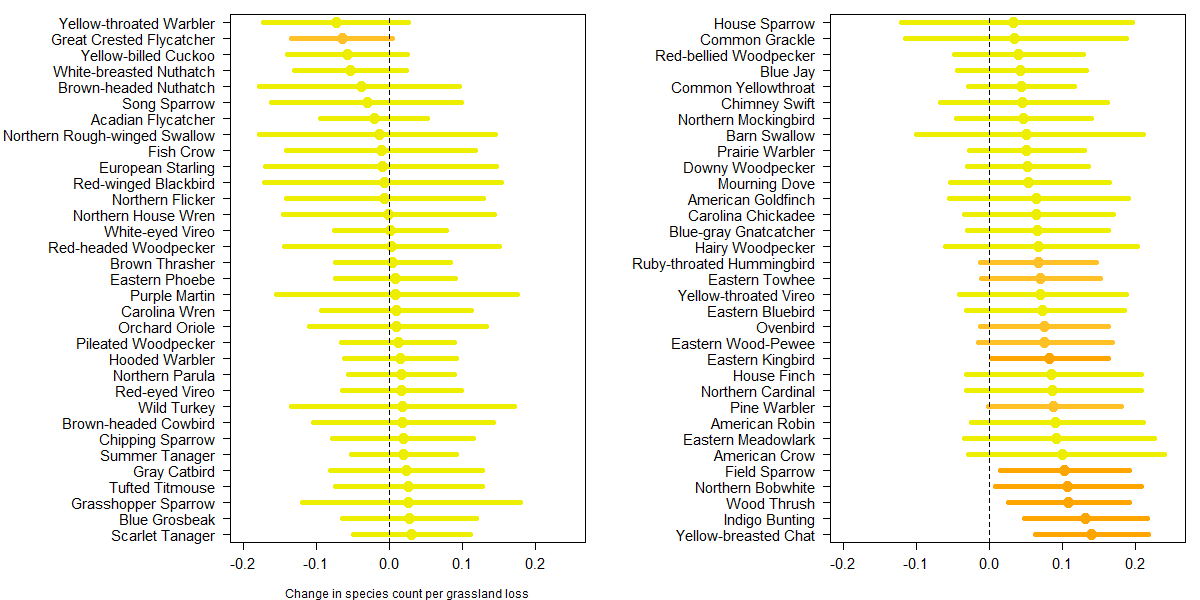 Yellow-throated Warbler
Great Crested Flycatcher
Yellow-billed Cuckoo
White-breasted Nuthatch
Brown-headed Nuthatch
Song Sparrow
Acadian Flycatcher
Northern Rough-winged Swallow
Fish Crow
European Starling
Red-winged Blackbird
Northern Flicker
Northern House Wren
White-eyed Vireo
Red-headed Woodpecker
Brown Thrasher
Eastern Phoebe
Purple Martin
Carolina Wren
Orchard Oriole
Pileated Woodpecker
Hooded Warbler
Northern Parula
Red-eyed Vireo
Wild Turkey
Brown-headed Cowbird
Chipping Sparrow
Summer Tanager
Gray Catbird
Tufted Titmouse
Grasshopper Sparrow
Blue Grosbeak
Scarlet Tanager
-0.2 -0.1 0.0 0.1 0.2
Change in species count per grassland loss
House Sparrow
Common Grackle
Red-bellied Woodpecker
Blue Jay
Common Yellowthroat
Chimney Swift
Northern Mockingbird
Barn Swallow
Prairie Warbler
Downy Woodpecker
Mourning Dove
American Goldfinch
Carolina Chickadee
Blue-gray Gnatcatcher
Hairy Woodpecker
Ruby-throated Hummingbird
Eastern Towhee
Yellow-throated Vireo
Eastern Bluebird
Ovenbird
Eastern Wood-Pewee
Eastern Kingbird
House Finch
Northern Cardinal
Pine Warbler
American Robin
Eastern Meadowlark
American Crow
Field Sparrow
Northern Bobwhite
Wood Thrush
Indigo Bunting
Yellow-breasted Chat
-0.2 -0.1 0.0 0.1 0.2